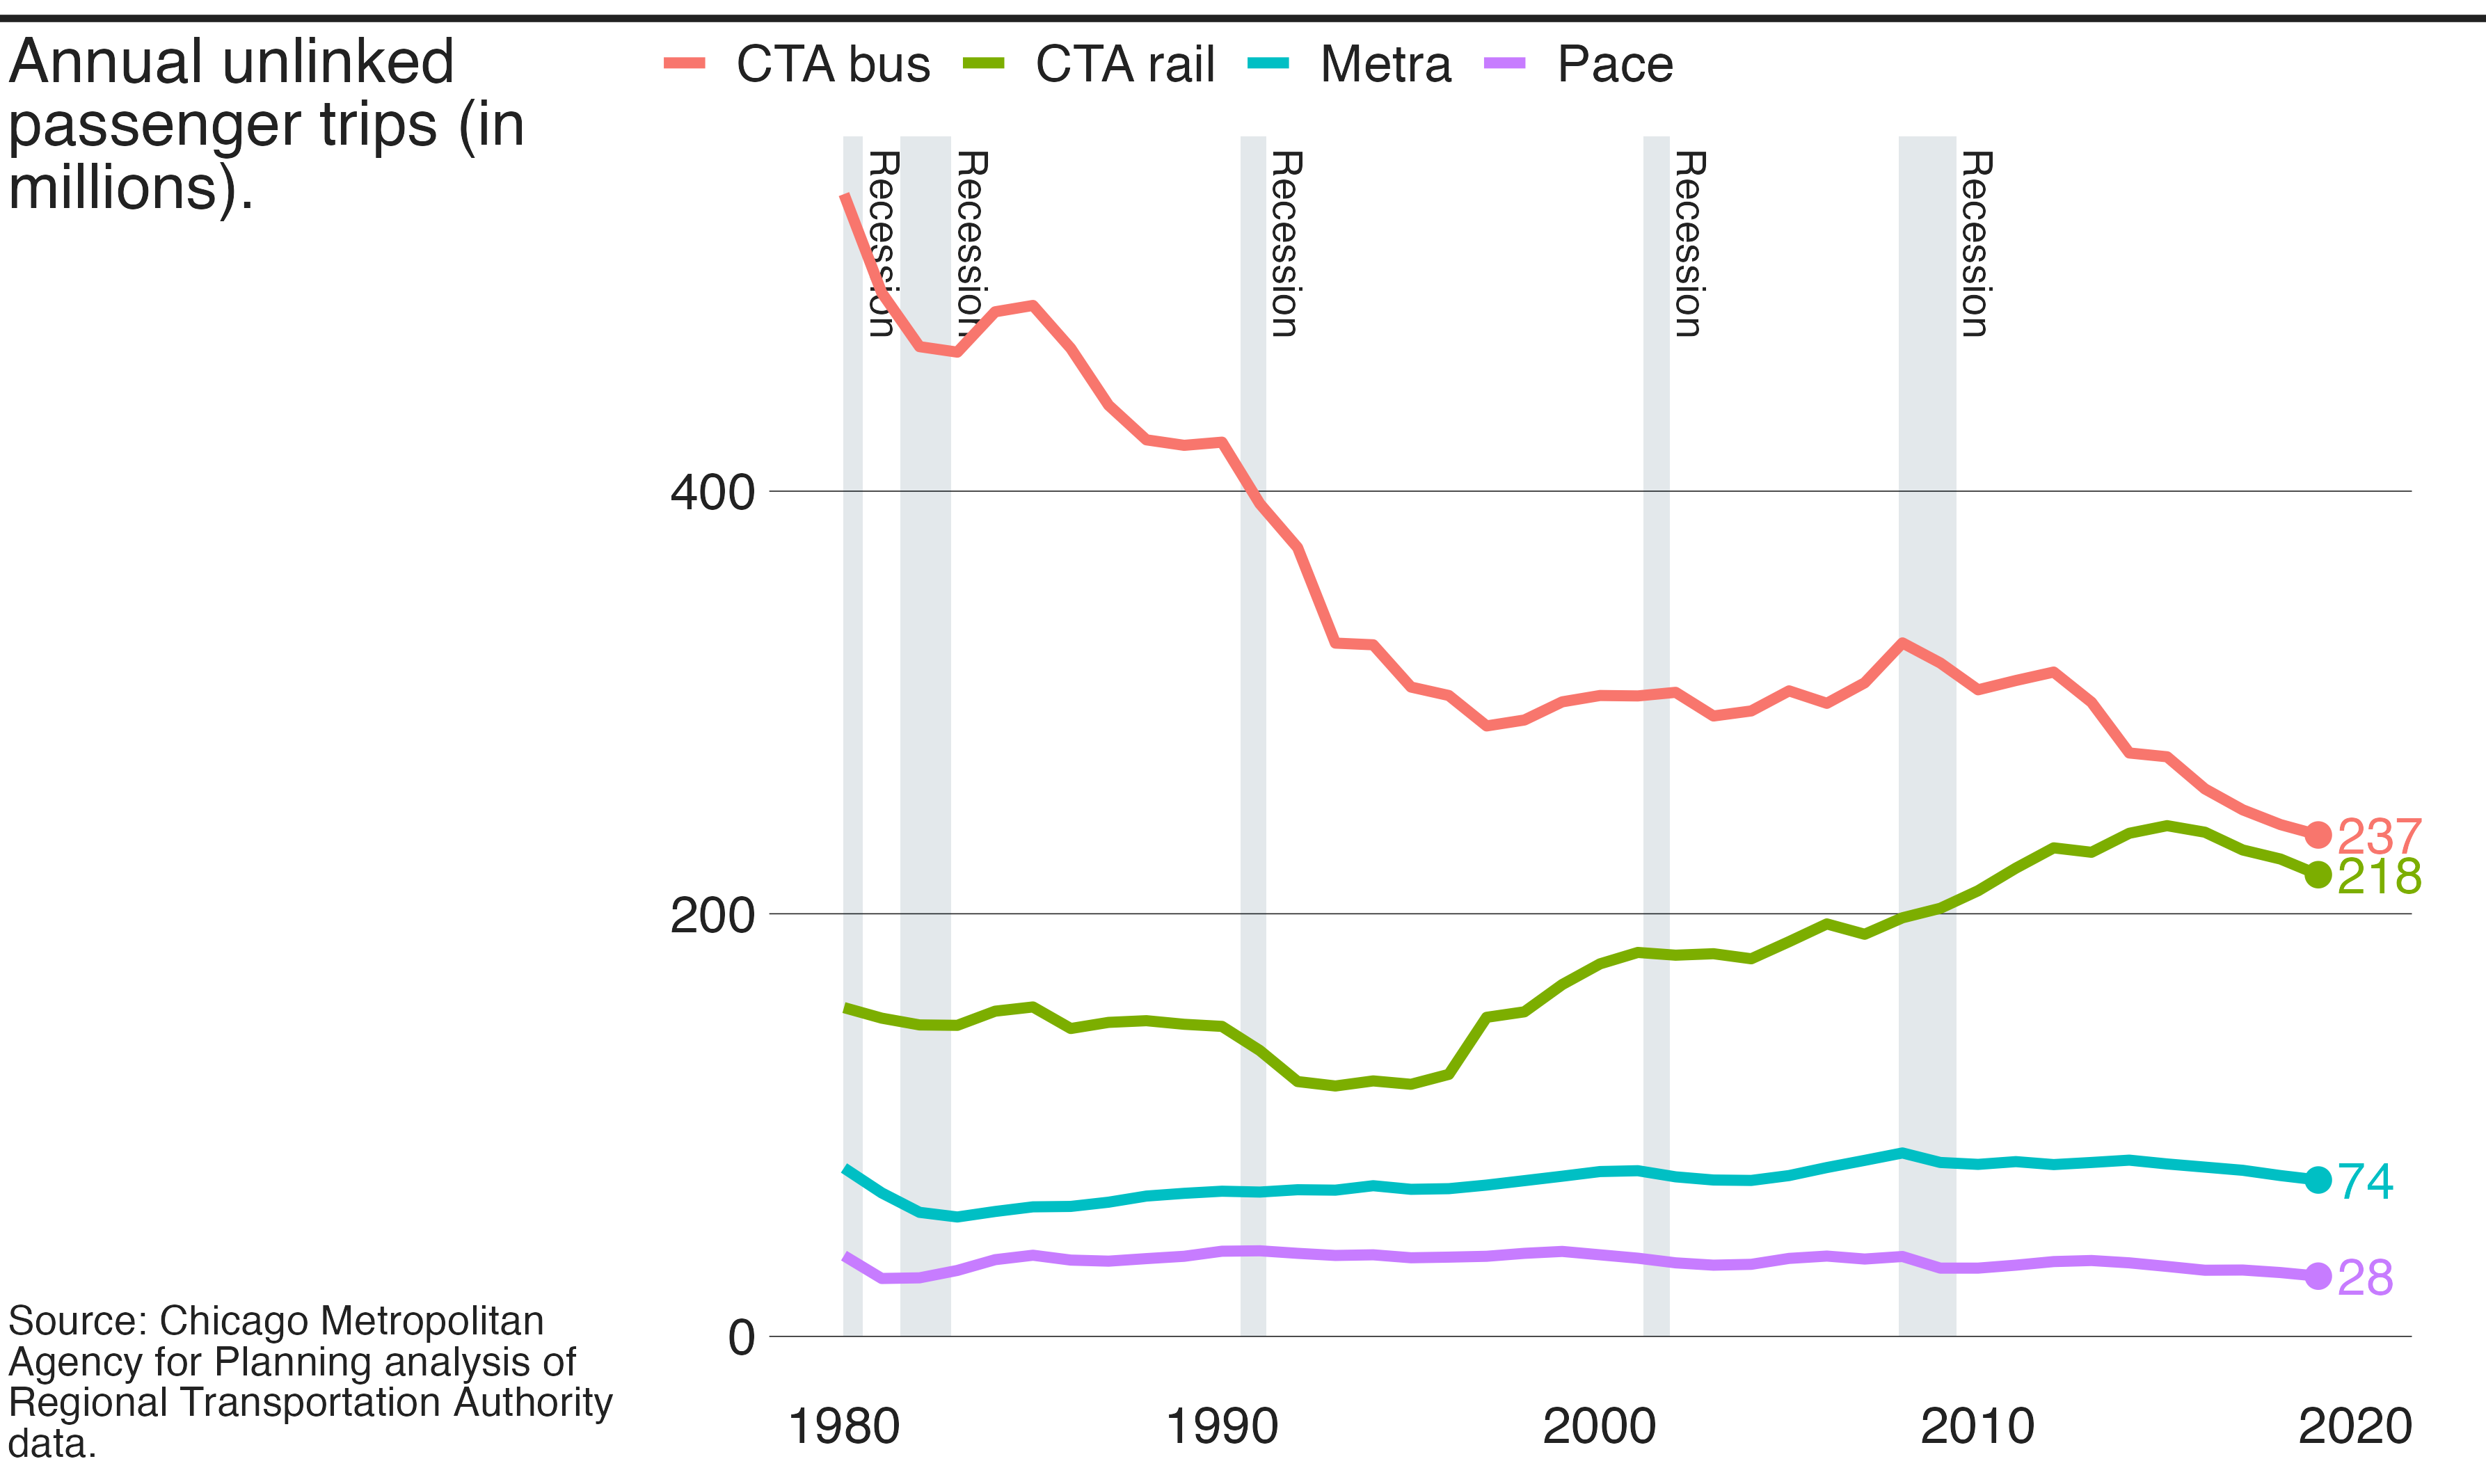 Annual unlinked
passenger trips (in
millions).
CTA bus CTA rail Metra Pace
Recession
Recession
Recession
Recession
Recession
400
200
0
237
218
74
28
1980 1990 2000 2010 2020
Source: Chicago Metropolitan
Agency for Planning analysis of
Regional Transportation Authority
data.